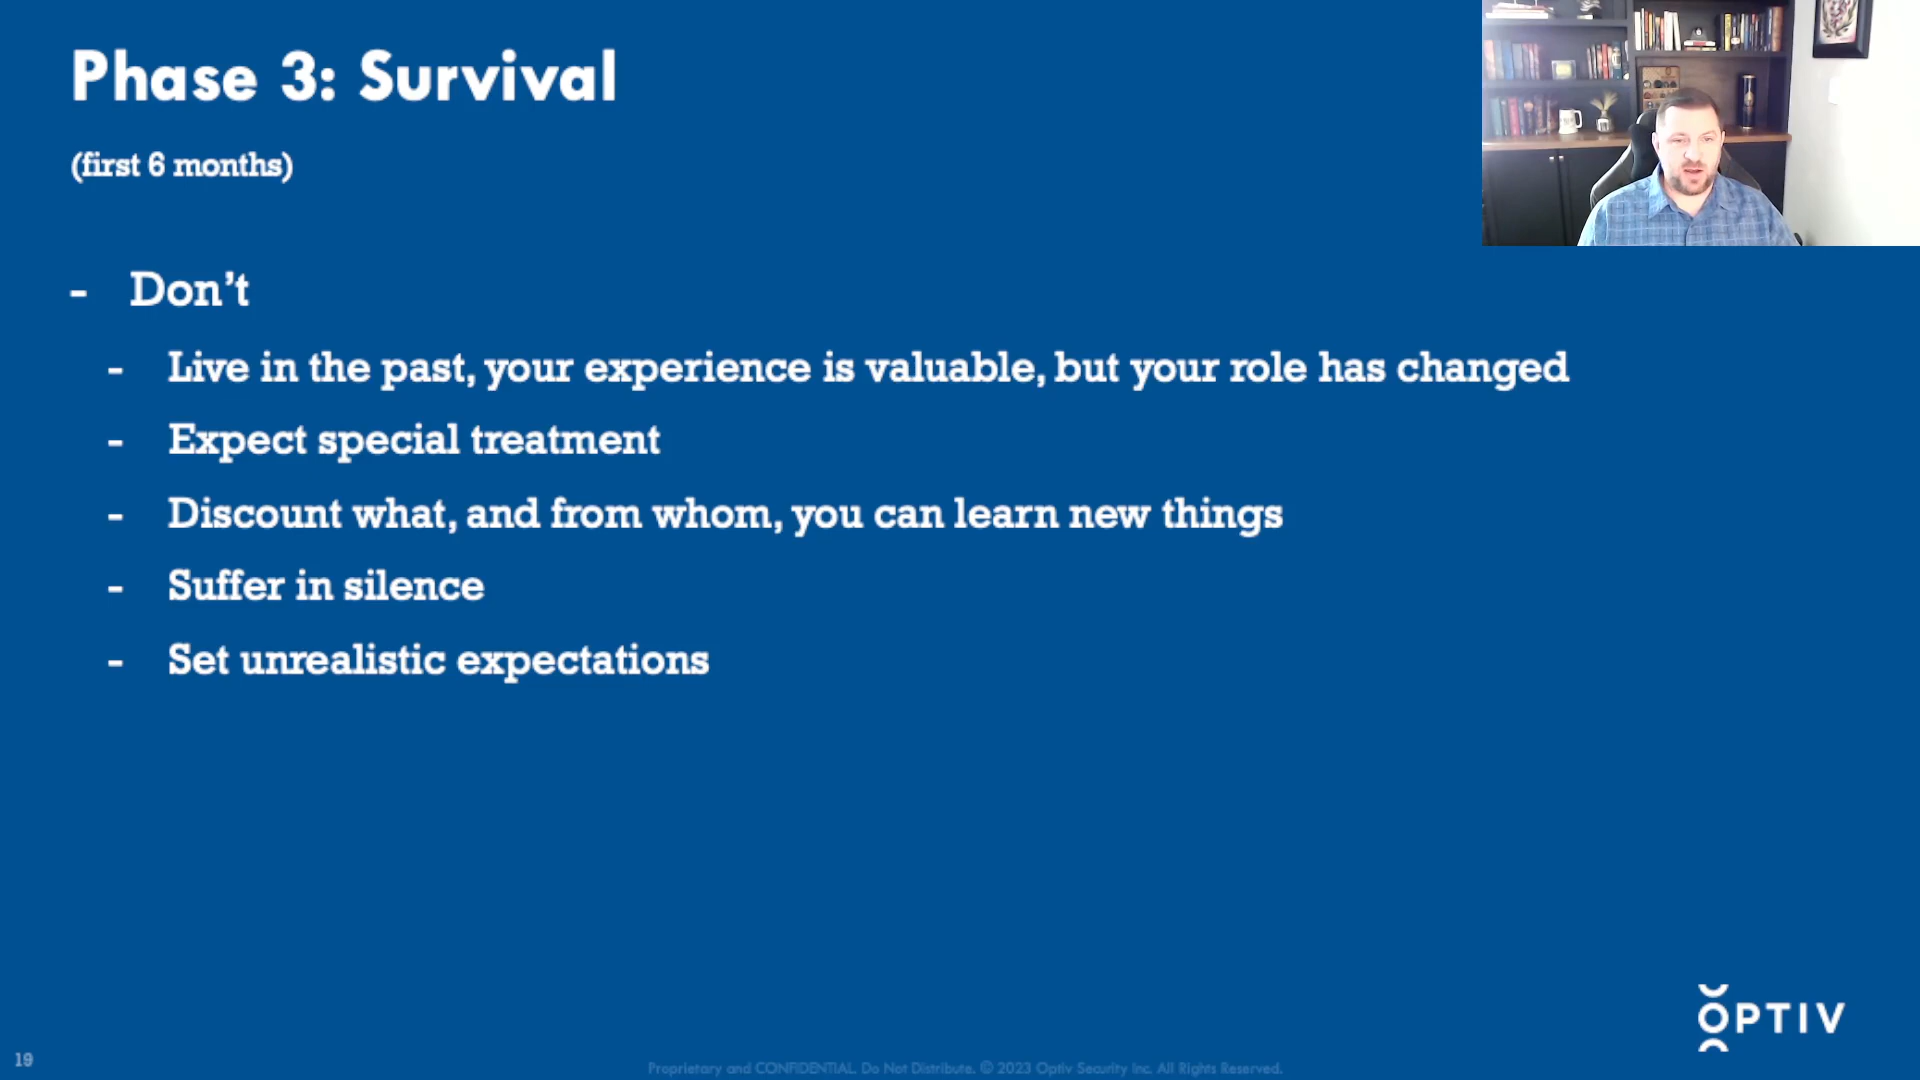 Phase 3: Survival
(first 6 months)
- Don’t
- Live in the past, your experience is valuable, but your role has changed
- Expect special treatment
- Discount what, and from whom, you can learn new things
- Suffer in silence
- Set unrealistic expectations
OPTIV
19
Proprietary and CONFIDENTIAL. Do Not Distribute. © 2023 Optiv Security Inc. All Rights Reserved.